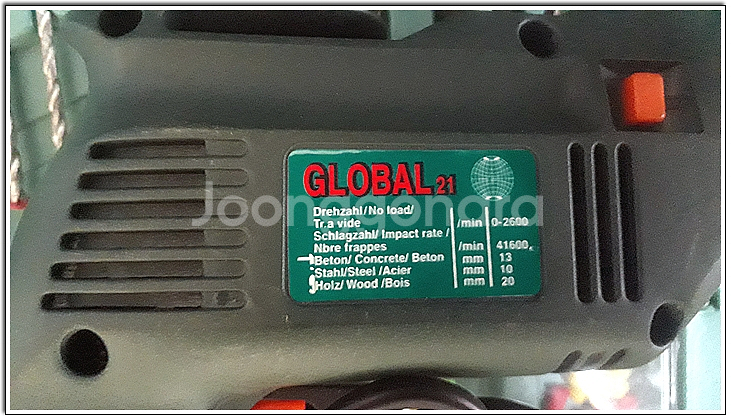 GLOBAL 21
Drehzahl/No load/
Tr.a vide /min 0-2600
Schlagzahl/ Impact rate /
Nbre frappes /min 41600
Beton/ Concrete/ Beton mm 13
Stahl/Steel /Acier mm 10
Holz/ Wood /Bois mm 20
Joonggonara